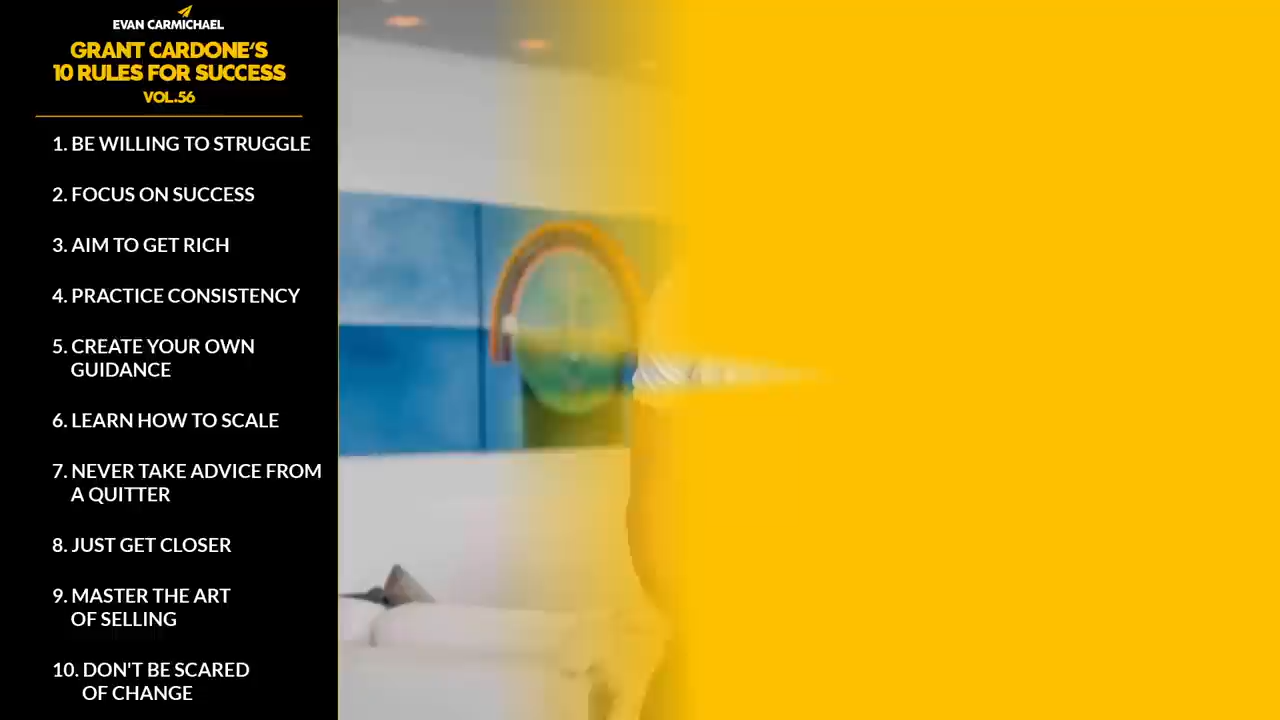 EVAN CARMICHAEL
GRANT CARDONE'S
10 RULES FOR SUCCESS
VOL.56
1. BE WILLING TO STRUGGLE
2. FOCUS ON SUCCESS
3. AIM TO GET RICH
4. PRACTICE CONSISTENCY
5. CREATE YOUR OWN
GUIDANCE
6. LEARN HOW TO SCALE
7. NEVER TAKE ADVICE FROM
A QUITTER
8. JUST GET CLOSER
9. MASTER THE ART
OF SELLING
10. DON'T BE SCARED
OF CHANGE